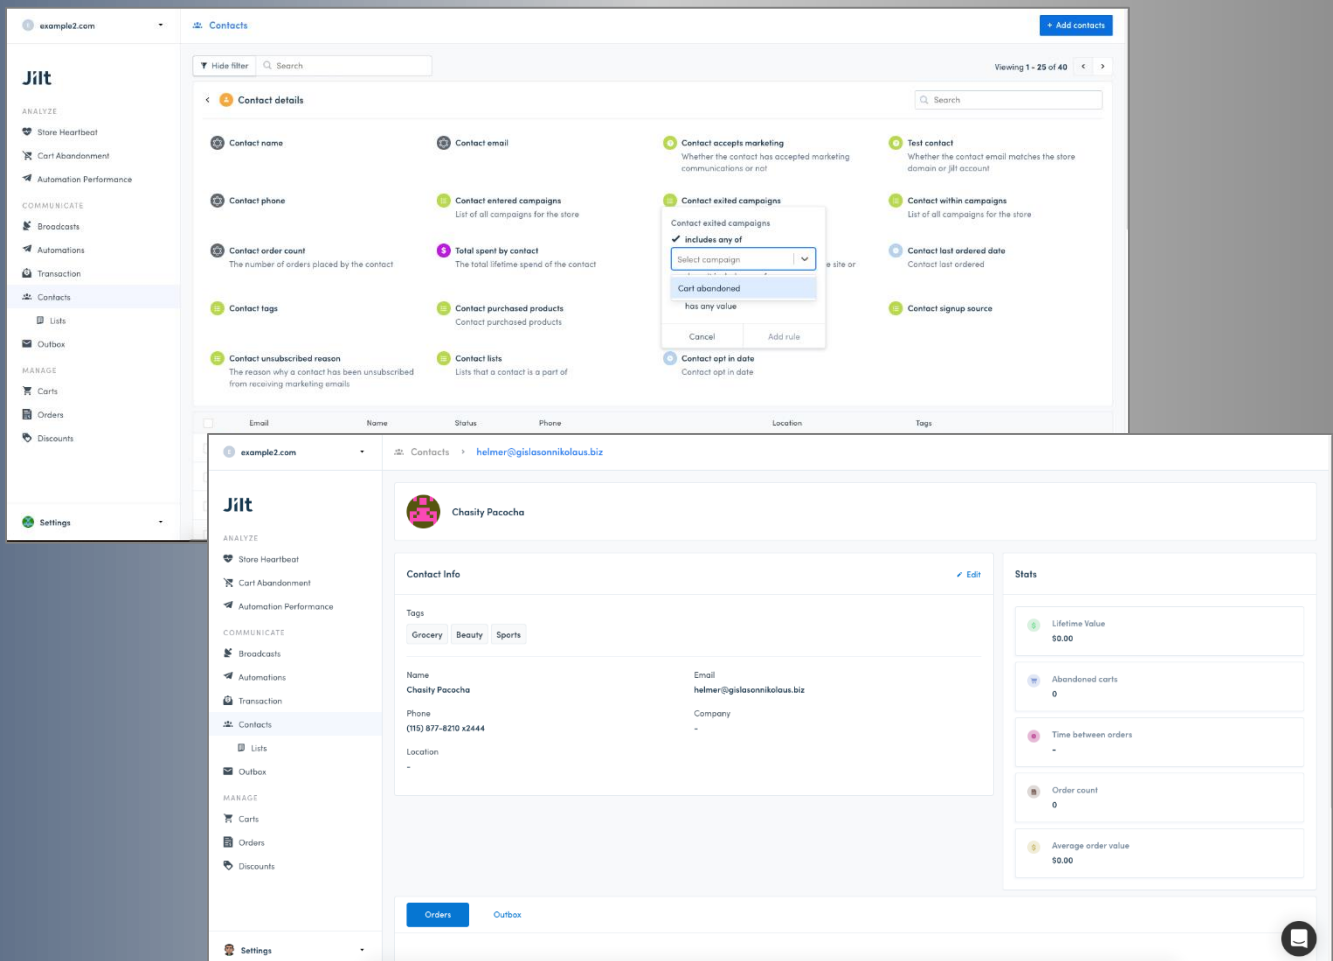 example2.com
Contacts
+ Add contacts
Jilt
Hide filter
Search
Viewing 1 - 25 of 40
Contact details
Search
ANALYZE
Store Heartbeat
Cart Abandonment
Automation Performance
COMMUNICATE
Broadcasts
Automations
Transaction
Contacts
Lists
Outbox
MANAGE
Carts
Orders
Discounts
Settings
Contact name
Contact email
Contact accepts marketing
Whether the contact has accepted marketing
communications or not
Test contact
Whether the contact email matches the store
domain or Jilt account
Contact phone
Contact entered campaigns
List of all campaigns for the store
Contact exited campaigns
Contact within campaigns
List of all campaigns for the store
Contact order count
The number of orders placed by the contact
Total spent by contact
The total lifetime spend of the contact
e site or
Contact last ordered date
Contact last ordered
Contact exited campaigns
includes any of
Select campaign
Cart abandoned
has any value
Cancel
Add rule
Contact tags
Contact purchased products
Contact purchased products
Contact signup source
Contact unsubscribed reason
The reason why a contact has been unsubscribed
from receiving marketing emails
Contact lists
Lists that a contact is a part of
Contact opt in date
Contact opt in date
Email
Name
Status
Phone
Location
Tags
example2.com
Contacts > helmer@gislasonnikolaus.biz
Jilt
ANALYZE
Store Heartbeat
Cart Abandonment
Automation Performance
COMMUNICATE
Broadcasts
Automations
Transaction
Contacts
Lists
Outbox
MANAGE
Carts
Orders
Discounts
Settings
Chasity Pacocha
Contact Info
Edit
Tags
Grocery
Beauty
Sports
Name
Chasity Pacocha
Email
helmer@gislasonnikolaus.biz
Phone
(115) 877-8210 x2444
Company
-
Location
-
Stats
Lifetime Value
$0.00
Abandoned carts
0
Time between orders
-
Order count
0
Average order value
$0.00
Orders
Outbox